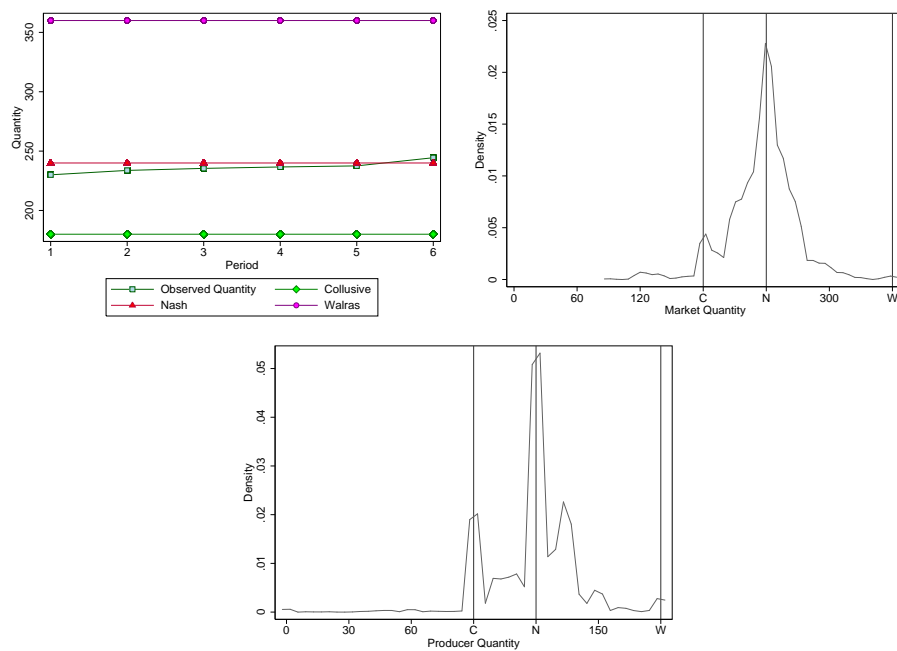 350
300
250
200
Quantity
1 2 3 4 5 6
Period
Observed Quantity Collusive
Nash Walras
.025
.02
.015
.01
.005
0
Density
0 60 120 C N 300 W
Market Quantity
.05
.04
.03
.02
.01
0
Density
0 30 60 C N 150 W
Producer Quantity